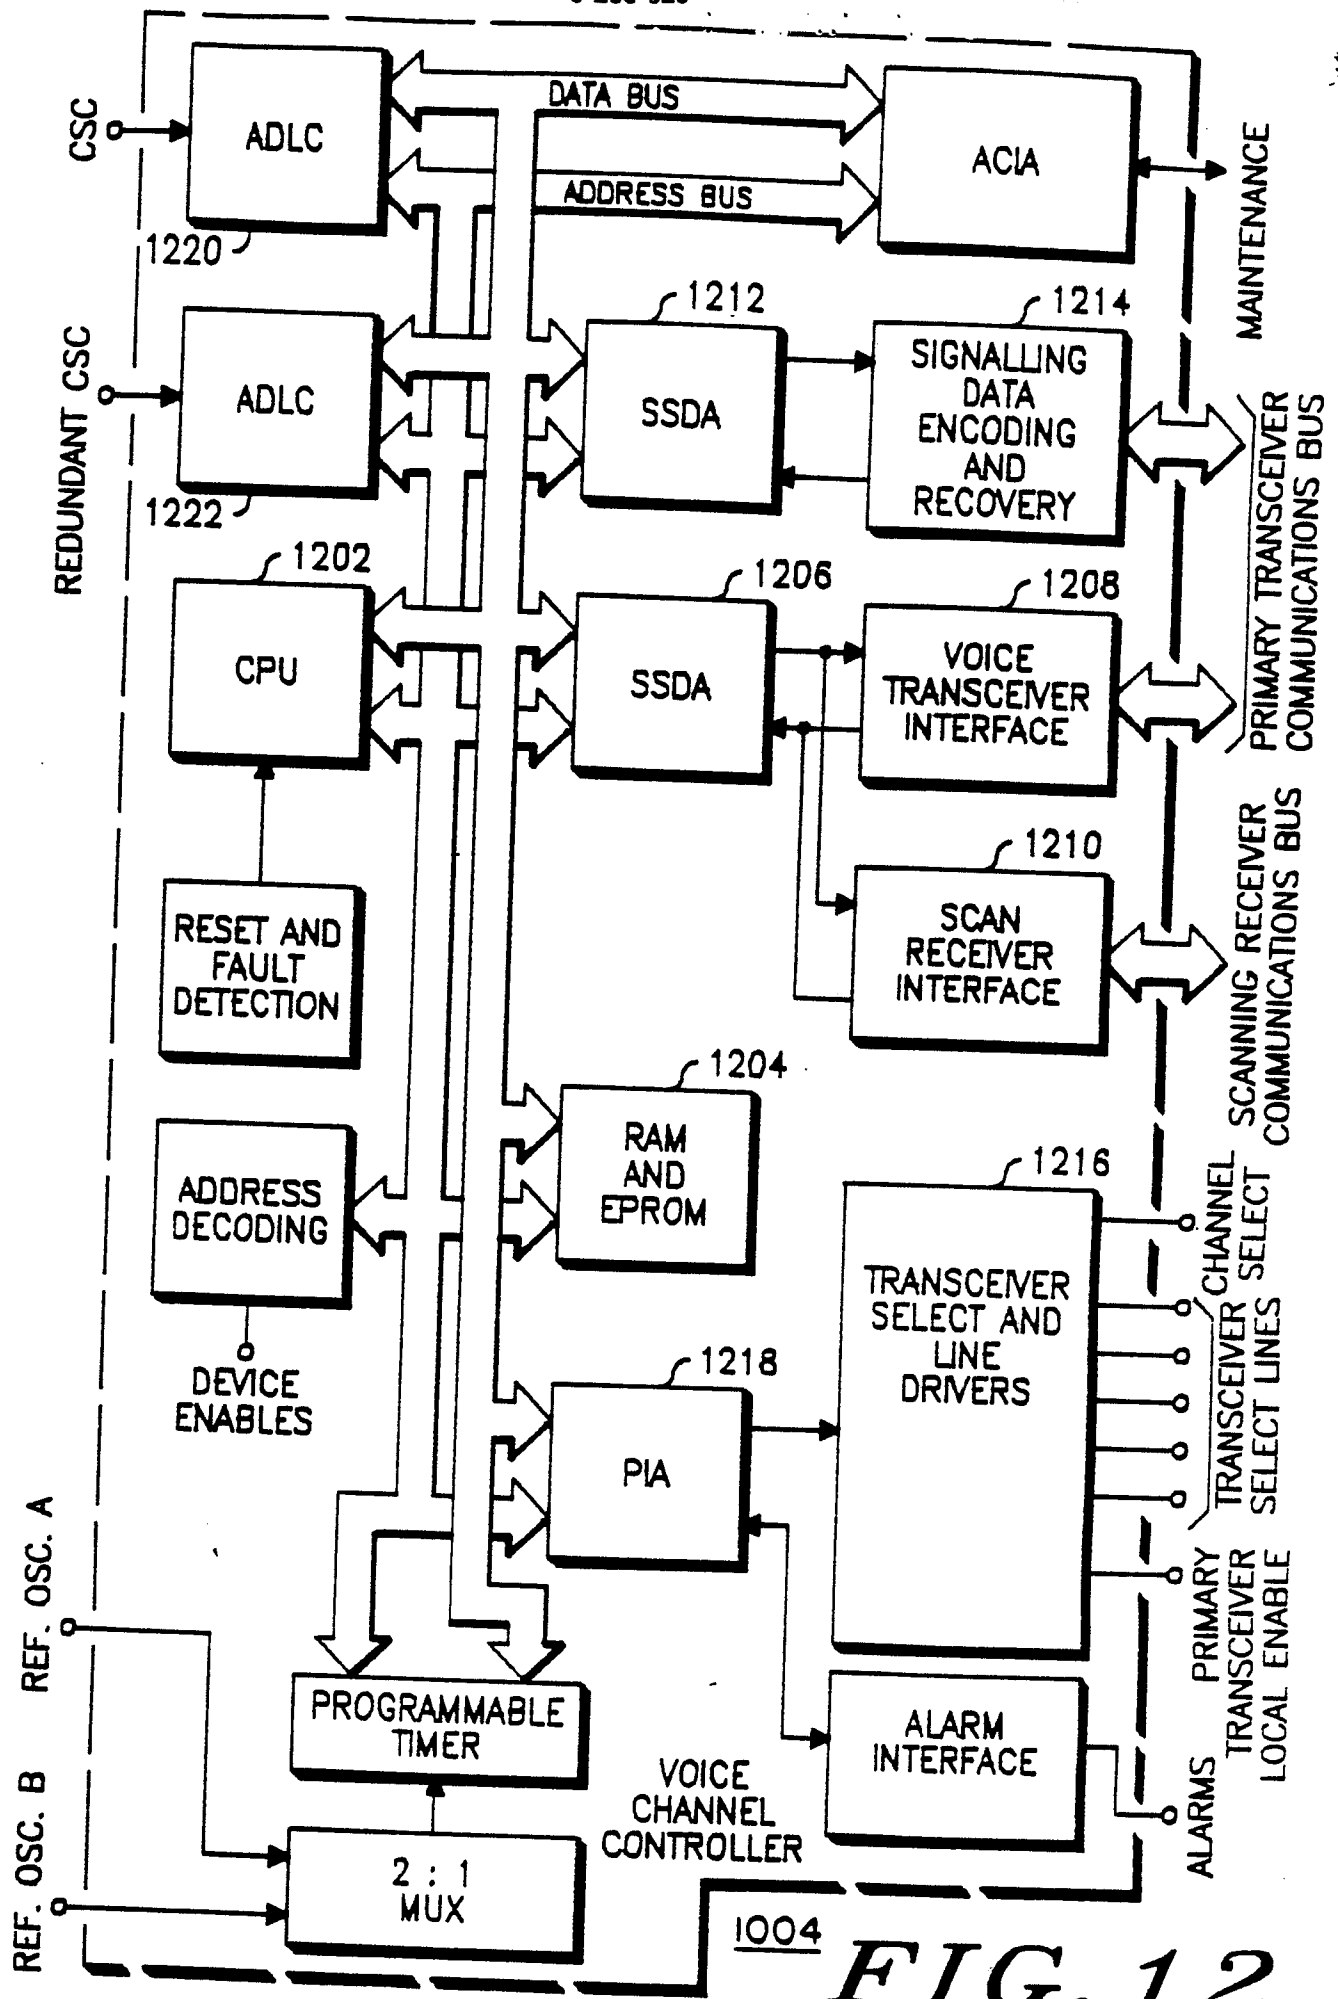 CSC
ADLC
1220
DATA BUS
ADDRESS BUS
ACIA
MAINTENANCE
REDUNDANT CSC
ADLC
1222
1212
SSDA
1214
SIGNALLING
DATA
ENCODING
AND
RECOVERY
PRIMARY TRANSCEIVER
COMMUNICATIONS BUS
1202
CPU
1206
SSDA
1208
VOICE
TRANSCEIVER
INTERFACE
RESET AND
FAULT
DETECTION
1210
SCAN
RECEIVER
INTERFACE
SCANNING RECEIVER
COMMUNICATIONS BUS
1204
RAM
AND
EPROM
ADDRESS
DECODING
DEVICE
ENABLES
1216
TRANSCEIVER
SELECT AND
LINE
DRIVERS
CHANNEL
SELECT
TRANSCEIVER
SELECT LINES
1218
PIA
PRIMARY
TRANSCEIVER
LOCAL ENABLE
REF. OSC. A
REF. OSC. B
PROGRAMMABLE
TIMER
2 : 1
MUX
VOICE
CHANNEL
CONTROLLER
ALARM
INTERFACE
ALARMS
1004
FIG. 12